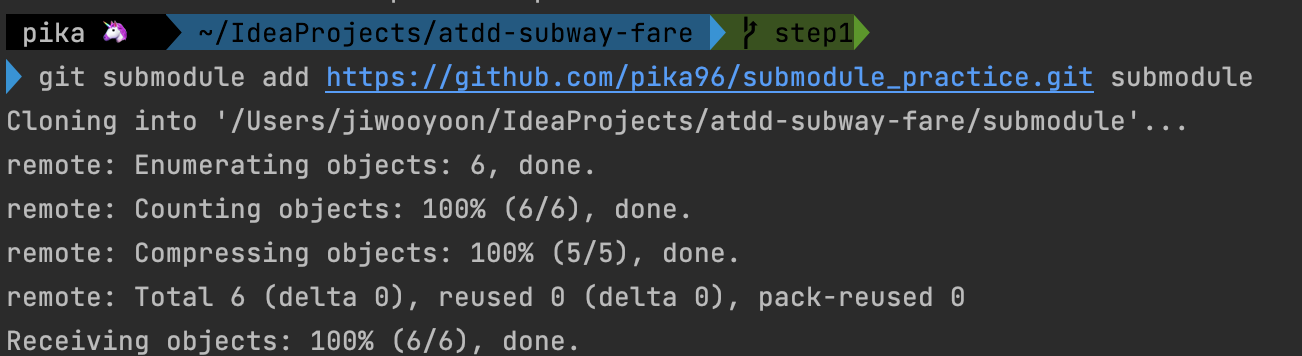 pika 🦄 ~/IdeaProjects/atdd-subway-fare step1
git submodule add https://github.com/pika96/submodule_practice.git submodule
Cloning into '/Users/jiwooyoon/IdeaProjects/atdd-subway-fare/submodule'...
remote: Enumerating objects: 6, done.
remote: Counting objects: 100% (6/6), done.
remote: Compressing objects: 100% (5/5), done.
remote: Total 6 (delta 0), reused 0 (delta 0), pack-reused 0
Receiving objects: 100% (6/6), done.